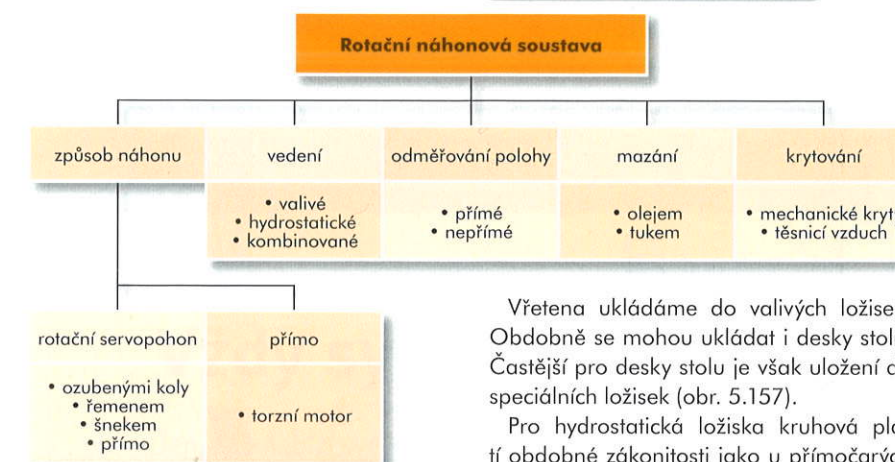 Rotační náhonová soustava
způsob náhonu
vedení
odměřování polohy
mazání
krytování
• valivé
• hydrostatické
• kombinované
• přímé
• nepřímé
• olejem
• tukem
• mechanické kryt
• těsnicí vzduch
rotační servopohon
přímo
• ozubenými koly
• řemenem
• šnekem
• přímo
• torzní motor
Vřetena ukládáme do valivých ložise
Obdobně se mohou ukládat i desky stol
Častější pro desky stolu je však uložení d
speciálních ložisek (obr. 5.157).
Pro hydrostatická ložiska kruhová pla
tí obdobné zákonitosti jako u přímočarýc